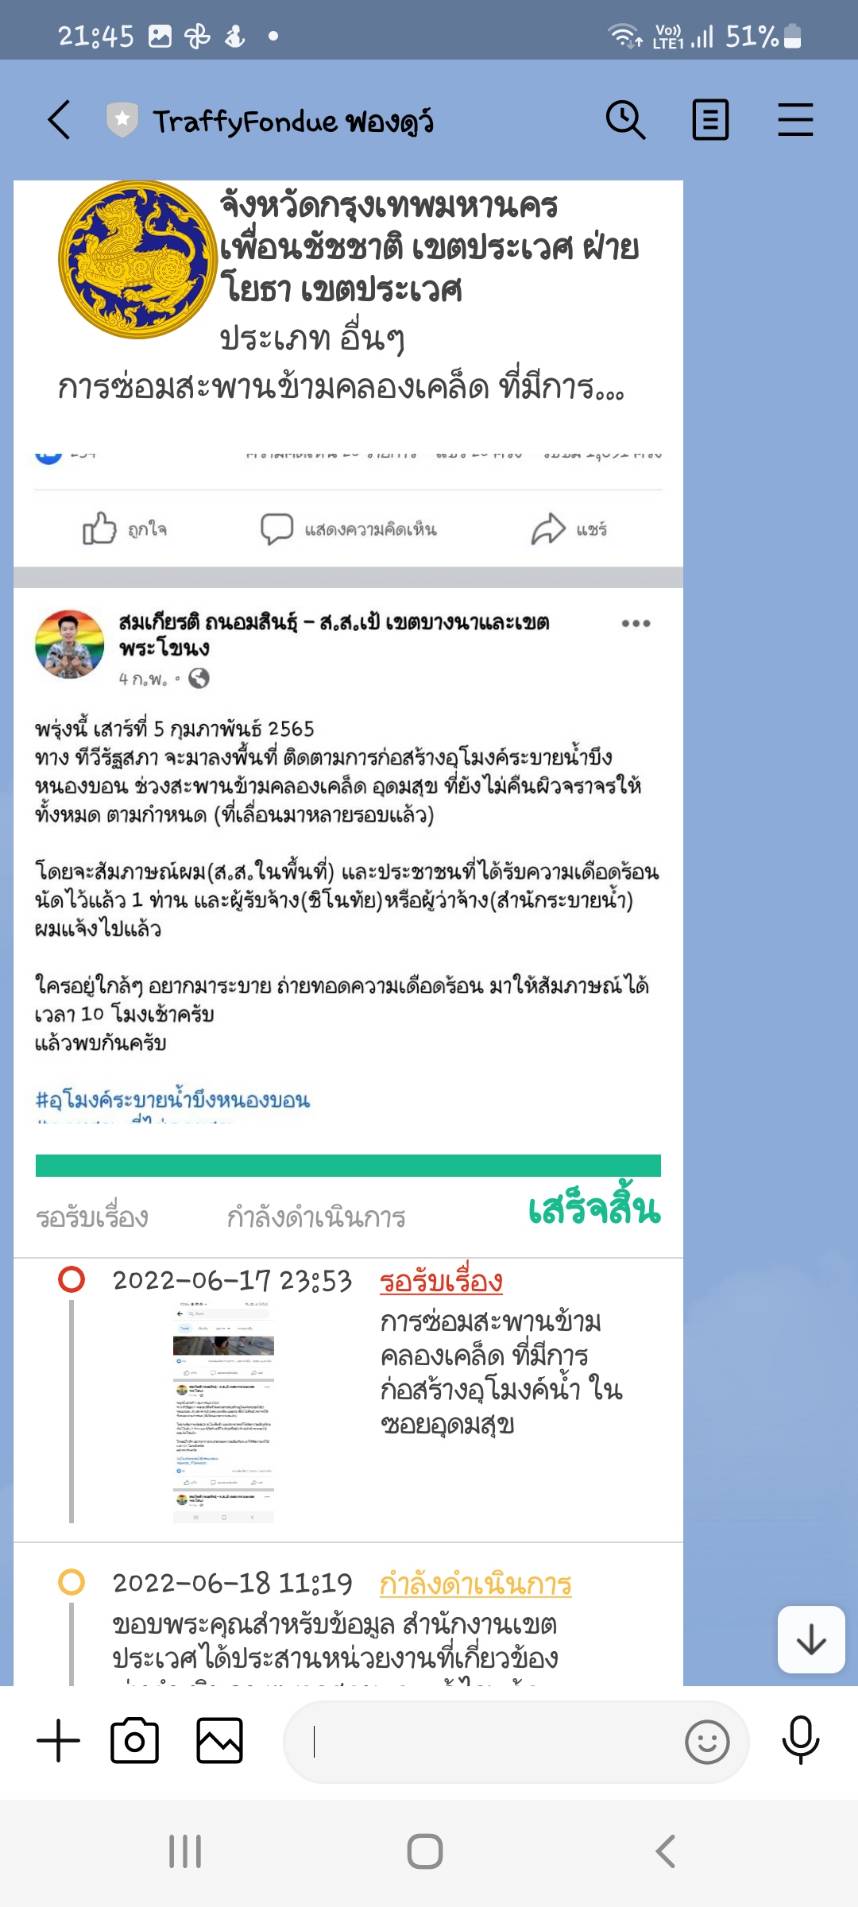 21:45
Vo)) LTE1 51%
TraffyFondue ฟองดูว์
จังหวัดกรุงเทพมหานคร
เพื่อนชัชชาติ เขตประเวศ ฝ่าย
โยธา เขตประเวศ
ประเภท อื่นๆ
การซ่อมสะพานข้ามคลองเคล็ด ที่มีการ...
ถูกใจ แสดงความคิดเห็น แชร์
สมเกียรติ ถนอมสินธุ์ - ส.ส.เป้ เขตบางนาและเขต
พระโขนง
4 ก.พ. •
พรุ่งนี้ เสาร์ที่ 5 กุมภาพันธ์ 2565
ทาง ทีวีรัฐสภา จะมาลงพื้นที่ ติดตามการก่อสร้างอุโมงค์ระบายน้ำบึง
หนองบอน ช่วงสะพานข้ามคลองเคล็ด อุดมสุข ที่ยังไม่คืนผิวจราจรให้
ทั้งหมด ตามกำหนด (ที่เลื่อนมาหลายรอบแล้ว)
โดยจะสัมภาษณ์ผม(ส.ส.ในพื้นที่) และประชาชนที่ได้รับความเดือดร้อน
นัดไว้แล้ว 1 ท่าน และผู้รับจ้าง(ชิโนทัย)หรือผู้ว่าจ้าง(สำนักระบายน้ำ)
ผมแจ้งไปแล้ว
ใครอยู่ใกล้ๆ อยากมาระบาย ถ่ายทอดความเดือดร้อน มาให้สัมภาษณ์ได้
เวลา 10 โมงเช้าครับ
แล้วพบกันครับ
#อุโมงค์ระบายน้ำบึงหนองบอน
รอรับเรื่อง กำลังดำเนินการ เสร็จสิ้น
2022-06-17 23:53 รอรับเรื่อง
การซ่อมสะพานข้าม
คลองเคล็ด ที่มีการ
ก่อสร้างอุโมงค์น้ำ ใน
ซอยอุดมสุข
2022-06-18 11:19 กำลังดำเนินการ
ขอบพระคุณสำหรับข้อมูล สำนักงานเขต
ประเวศได้ประสานหน่วยงานที่เกี่ยวข้อง